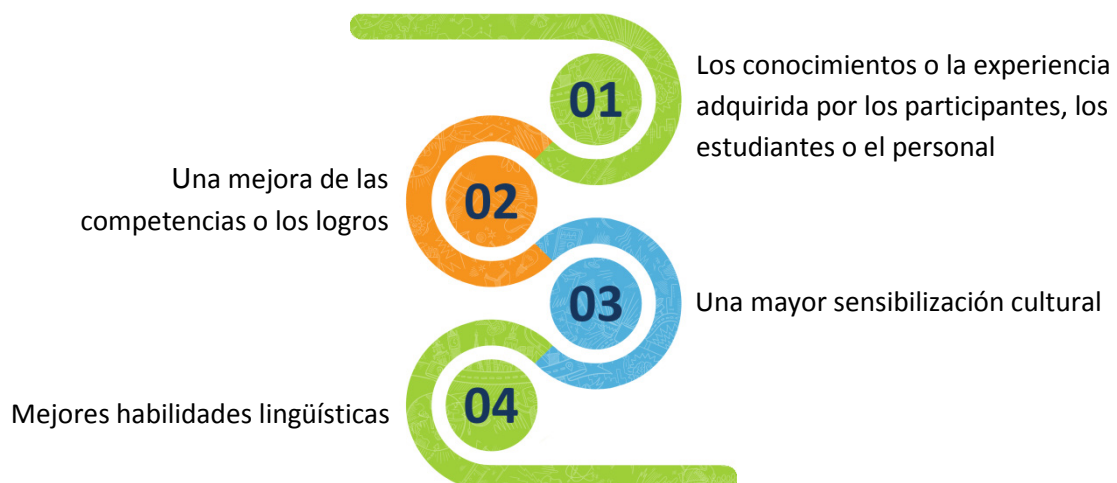 01
Los conocimientos o la experiencia
adquirida por los participantes, los
estudiantes o el personal
02
Una mejora de las
competencias o los logros
03
Una mayor sensibilización cultural
04
Mejores habilidades lingüísticas